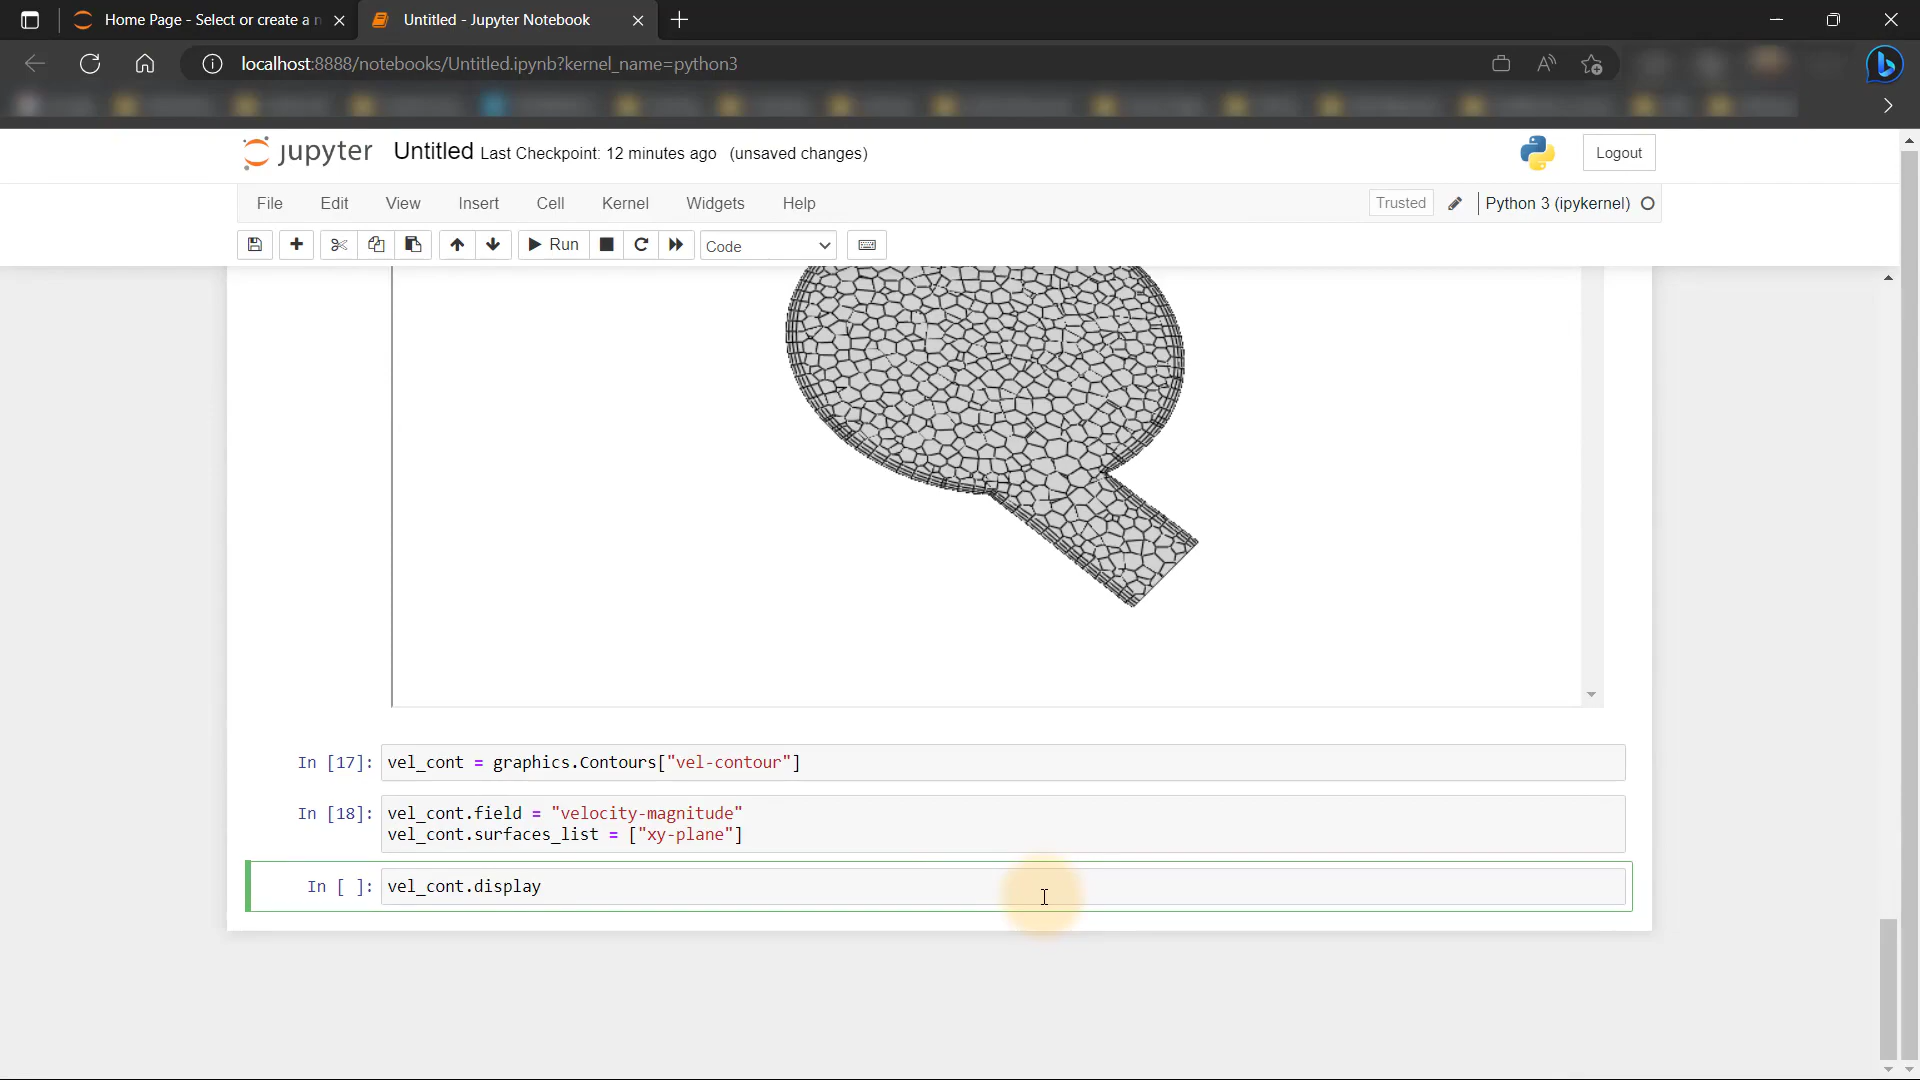 Home Page - Select or create a n
Untitled - Jupyter Notebook
localhost:8888/notebooks/Untitled.ipynb?kernel_name=python3
jupyter Untitled Last Checkpoint: 12 minutes ago (unsaved changes)
Logout
File Edit View Insert Cell Kernel Widgets Help
Trusted
Python 3 (ipykernel)
Run
Code
In [17]: vel_cont = graphics.Contours["vel-contour"]
In [18]: vel_cont.field = "velocity-magnitude"
vel_cont.surfaces_list = ["xy-plane"]
In [ ]: vel_cont.display